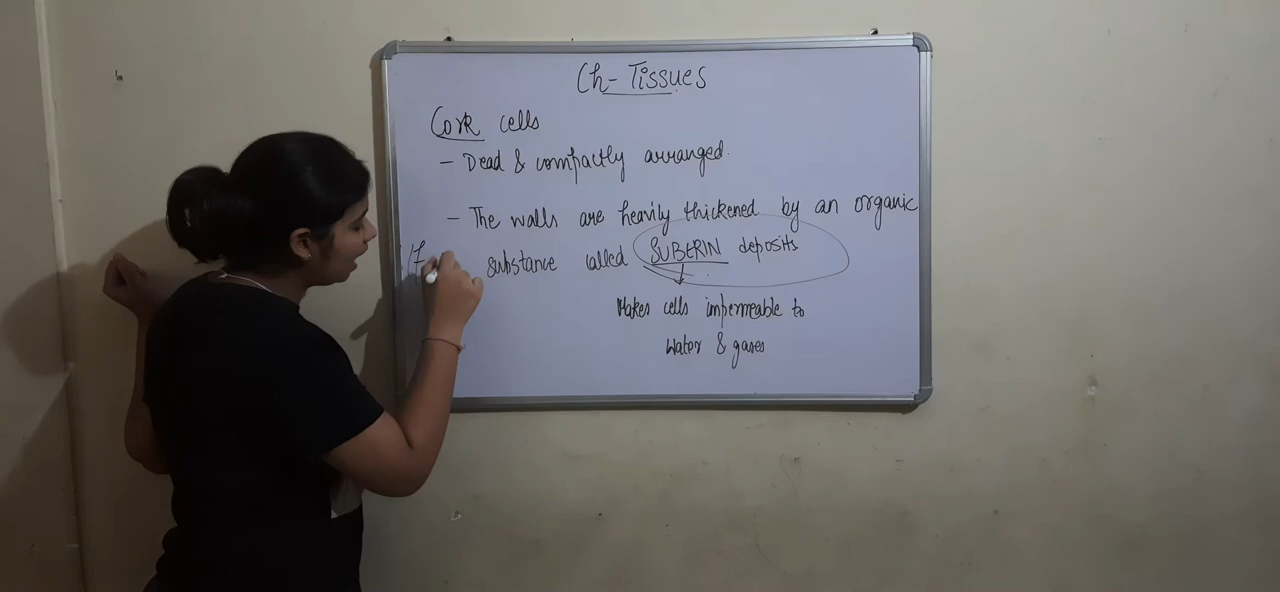 Ch- Tissues
Cork cells
- Dead & compactly arranged.
- The walls are heavily thickened by an organic
substance called SUBERIN deposits
Makes cells impermeable to
Water & gases